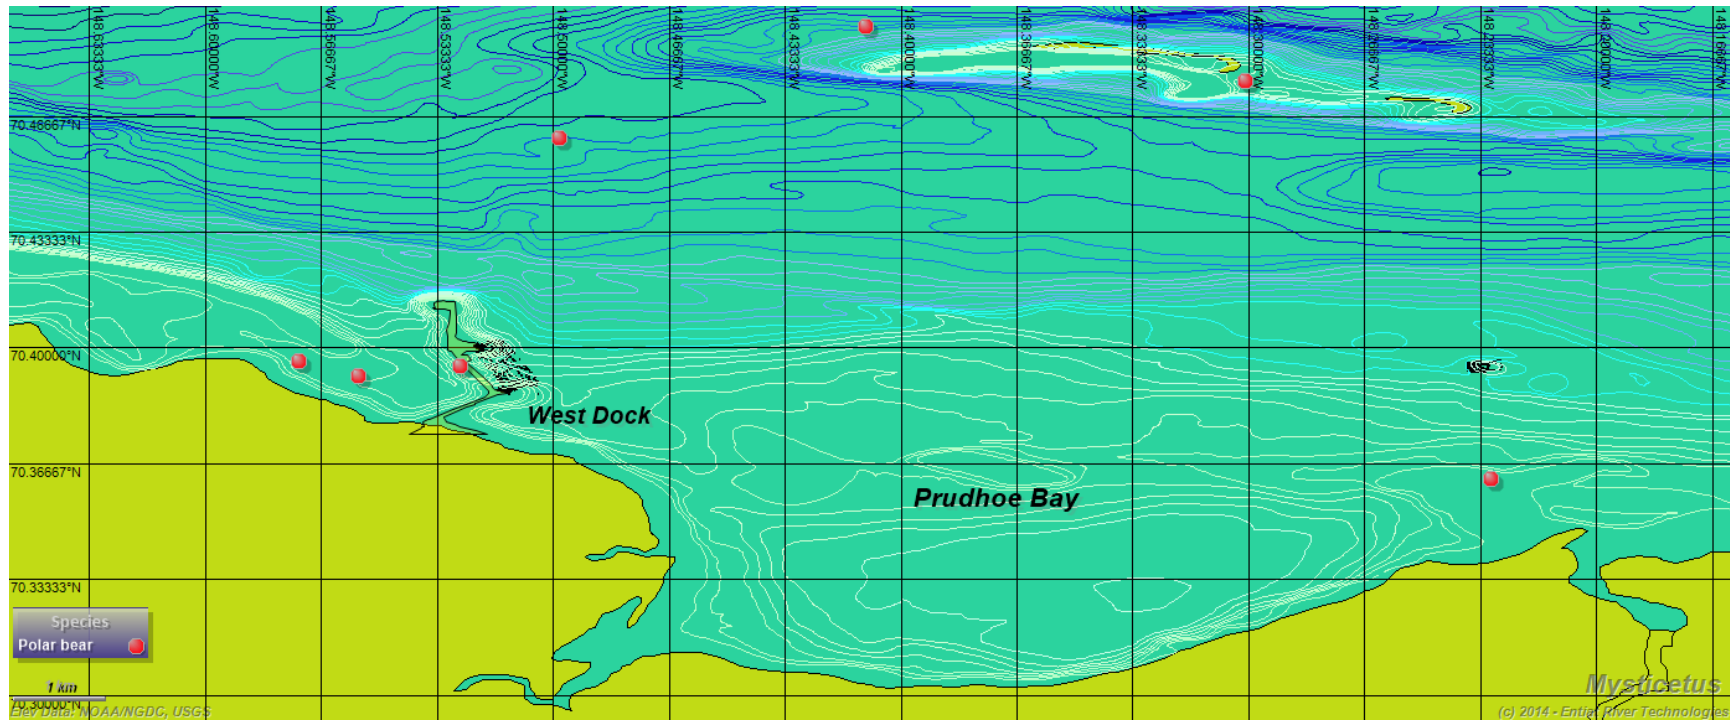 148.63333°W
148.60000°W
148.56667°W
148.53333°W
148.50000°W
148.46667°W
148.43333°W
148.40000°W
148.36667°W
148.33333°W
148.30000°W
148.26667°W
148.23333°W
148.20000°W
148.16667°W
70.46667°N
70.43333°N
70.40000°N
West Dock
70.36667°N
Prudhoe Bay
70.33333°N
Species
Polar bear
1 km
70.30000°N
Mysticetus
Elev Data: NOAA/NGDC, USGS
(c) 2014 - Entiat River Technologies